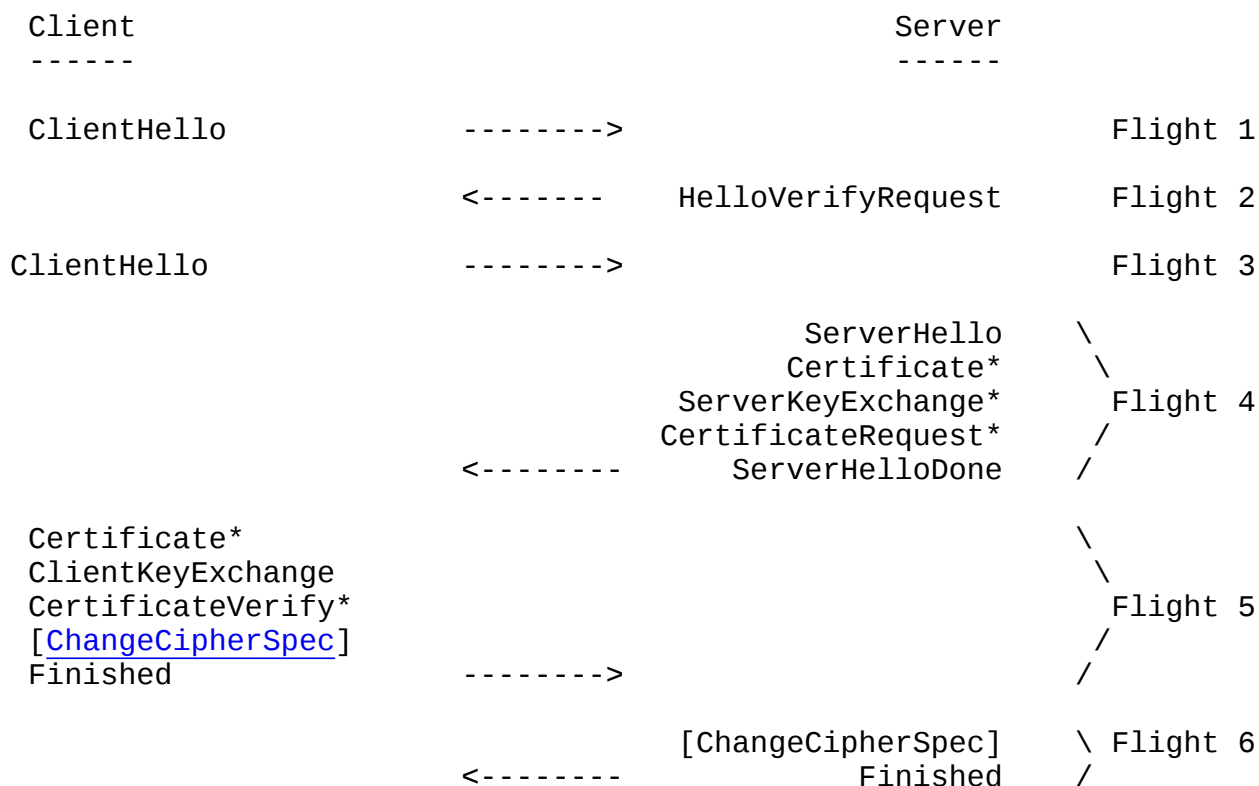 Client                                          Server
------                                          ------
ClientHello             -------->                           Flight 1
                        <-------    HelloVerifyRequest      Flight 2
ClientHello             -------->                           Flight 3
                                           ServerHello    \
                                          Certificate*     \
                                    ServerKeyExchange*      Flight 4
                                   CertificateRequest*     /
                        <--------      ServerHelloDone    /
Certificate*                                              \
ClientKeyExchange                                          \
CertificateVerify*                                          Flight 5
[ChangeCipherSpec]                                         /
Finished                -------->                         /
                                    [ChangeCipherSpec]    \ Flight 6
                        <--------             Finished    /